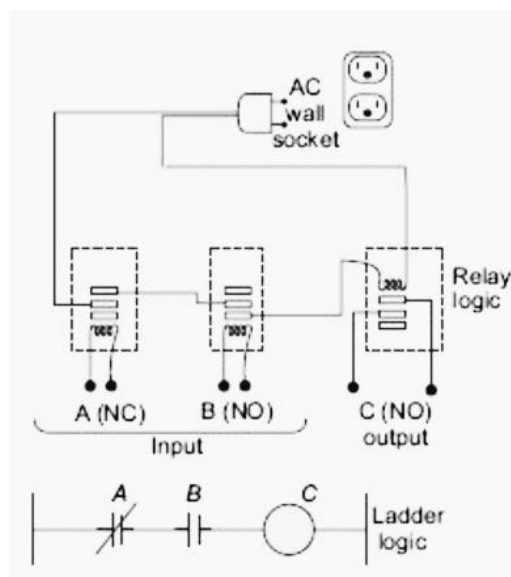 AC
wall
socket
Relay
logic
A (NC)
B (NO)
C (NO)
output
Input
A
B
C
Ladder
logic